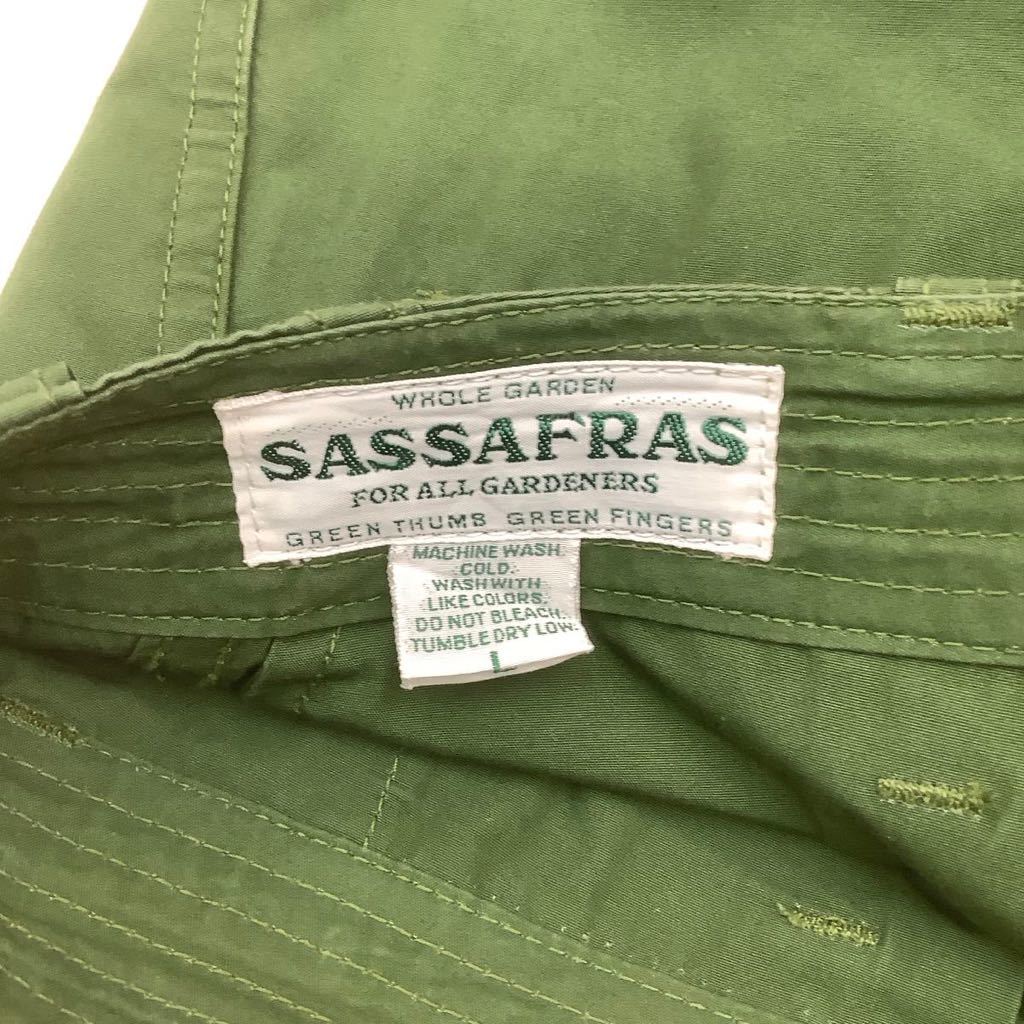 WHOLE GARDEN
SASSAFRAS
FOR ALL GARDENERS
GREEN THUMB GREEN FINGERS
MACHINE WASH
COLD.
WASH WITH
LIKE COLORS.
DO NOT BLEACH.
TUMBLE DRY LOW.
L